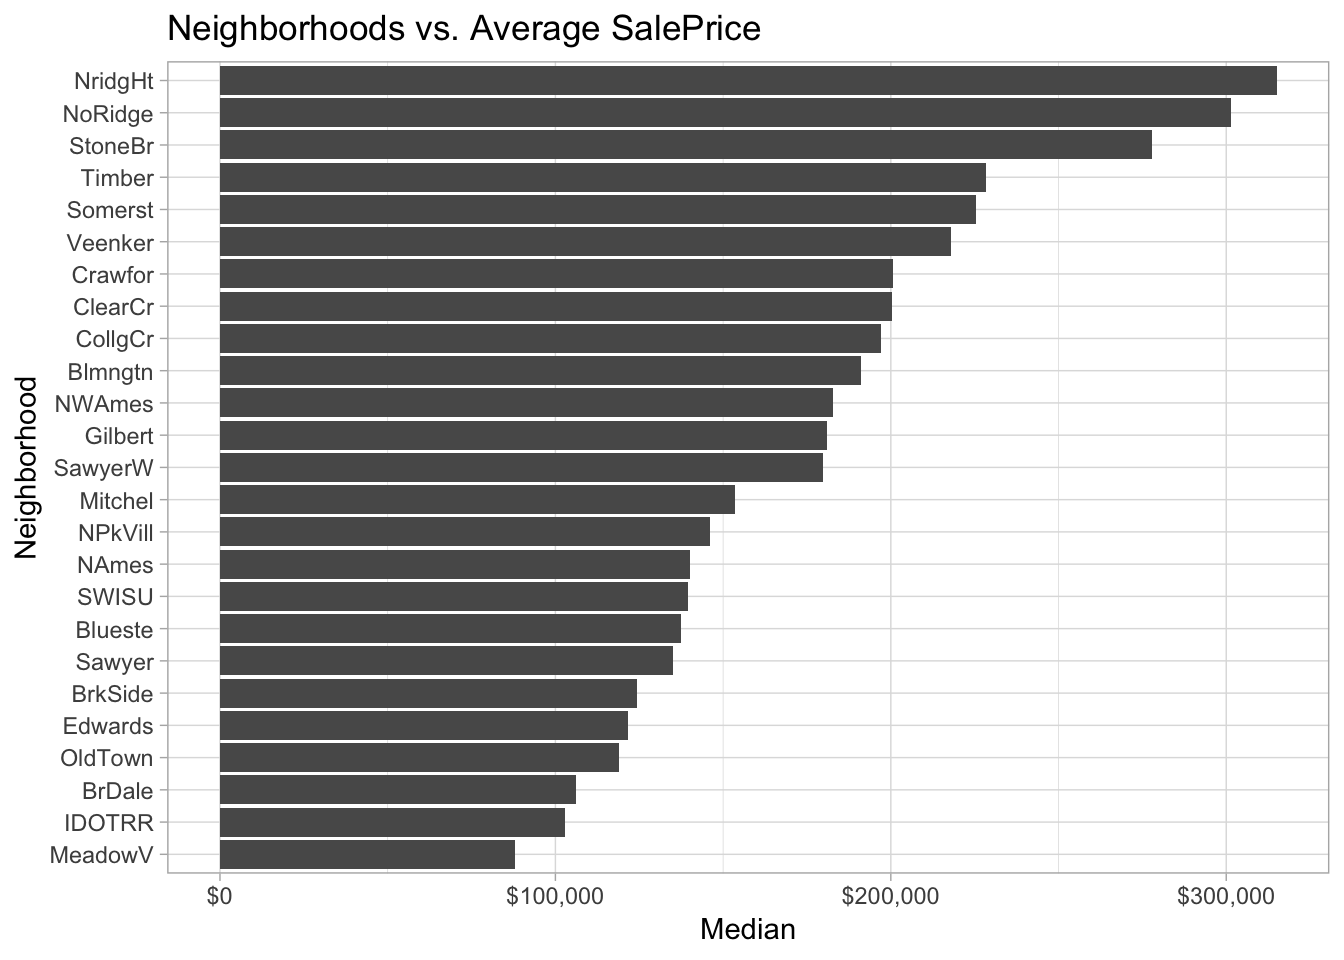 Neighborhoods vs. Average SalePrice
Neighborhood
NridgHt
NoRidge
StoneBr
Timber
Somerst
Veenker
Crawfor
ClearCr
CollgCr
Blmngtn
NWAmes
Gilbert
SawyerW
Mitchel
NPkVill
NAmes
SWISU
Blueste
Sawyer
BrkSide
Edwards
OldTown
BrDale
IDOTRR
MeadowV
$0 $100,000 $200,000 $300,000
Median